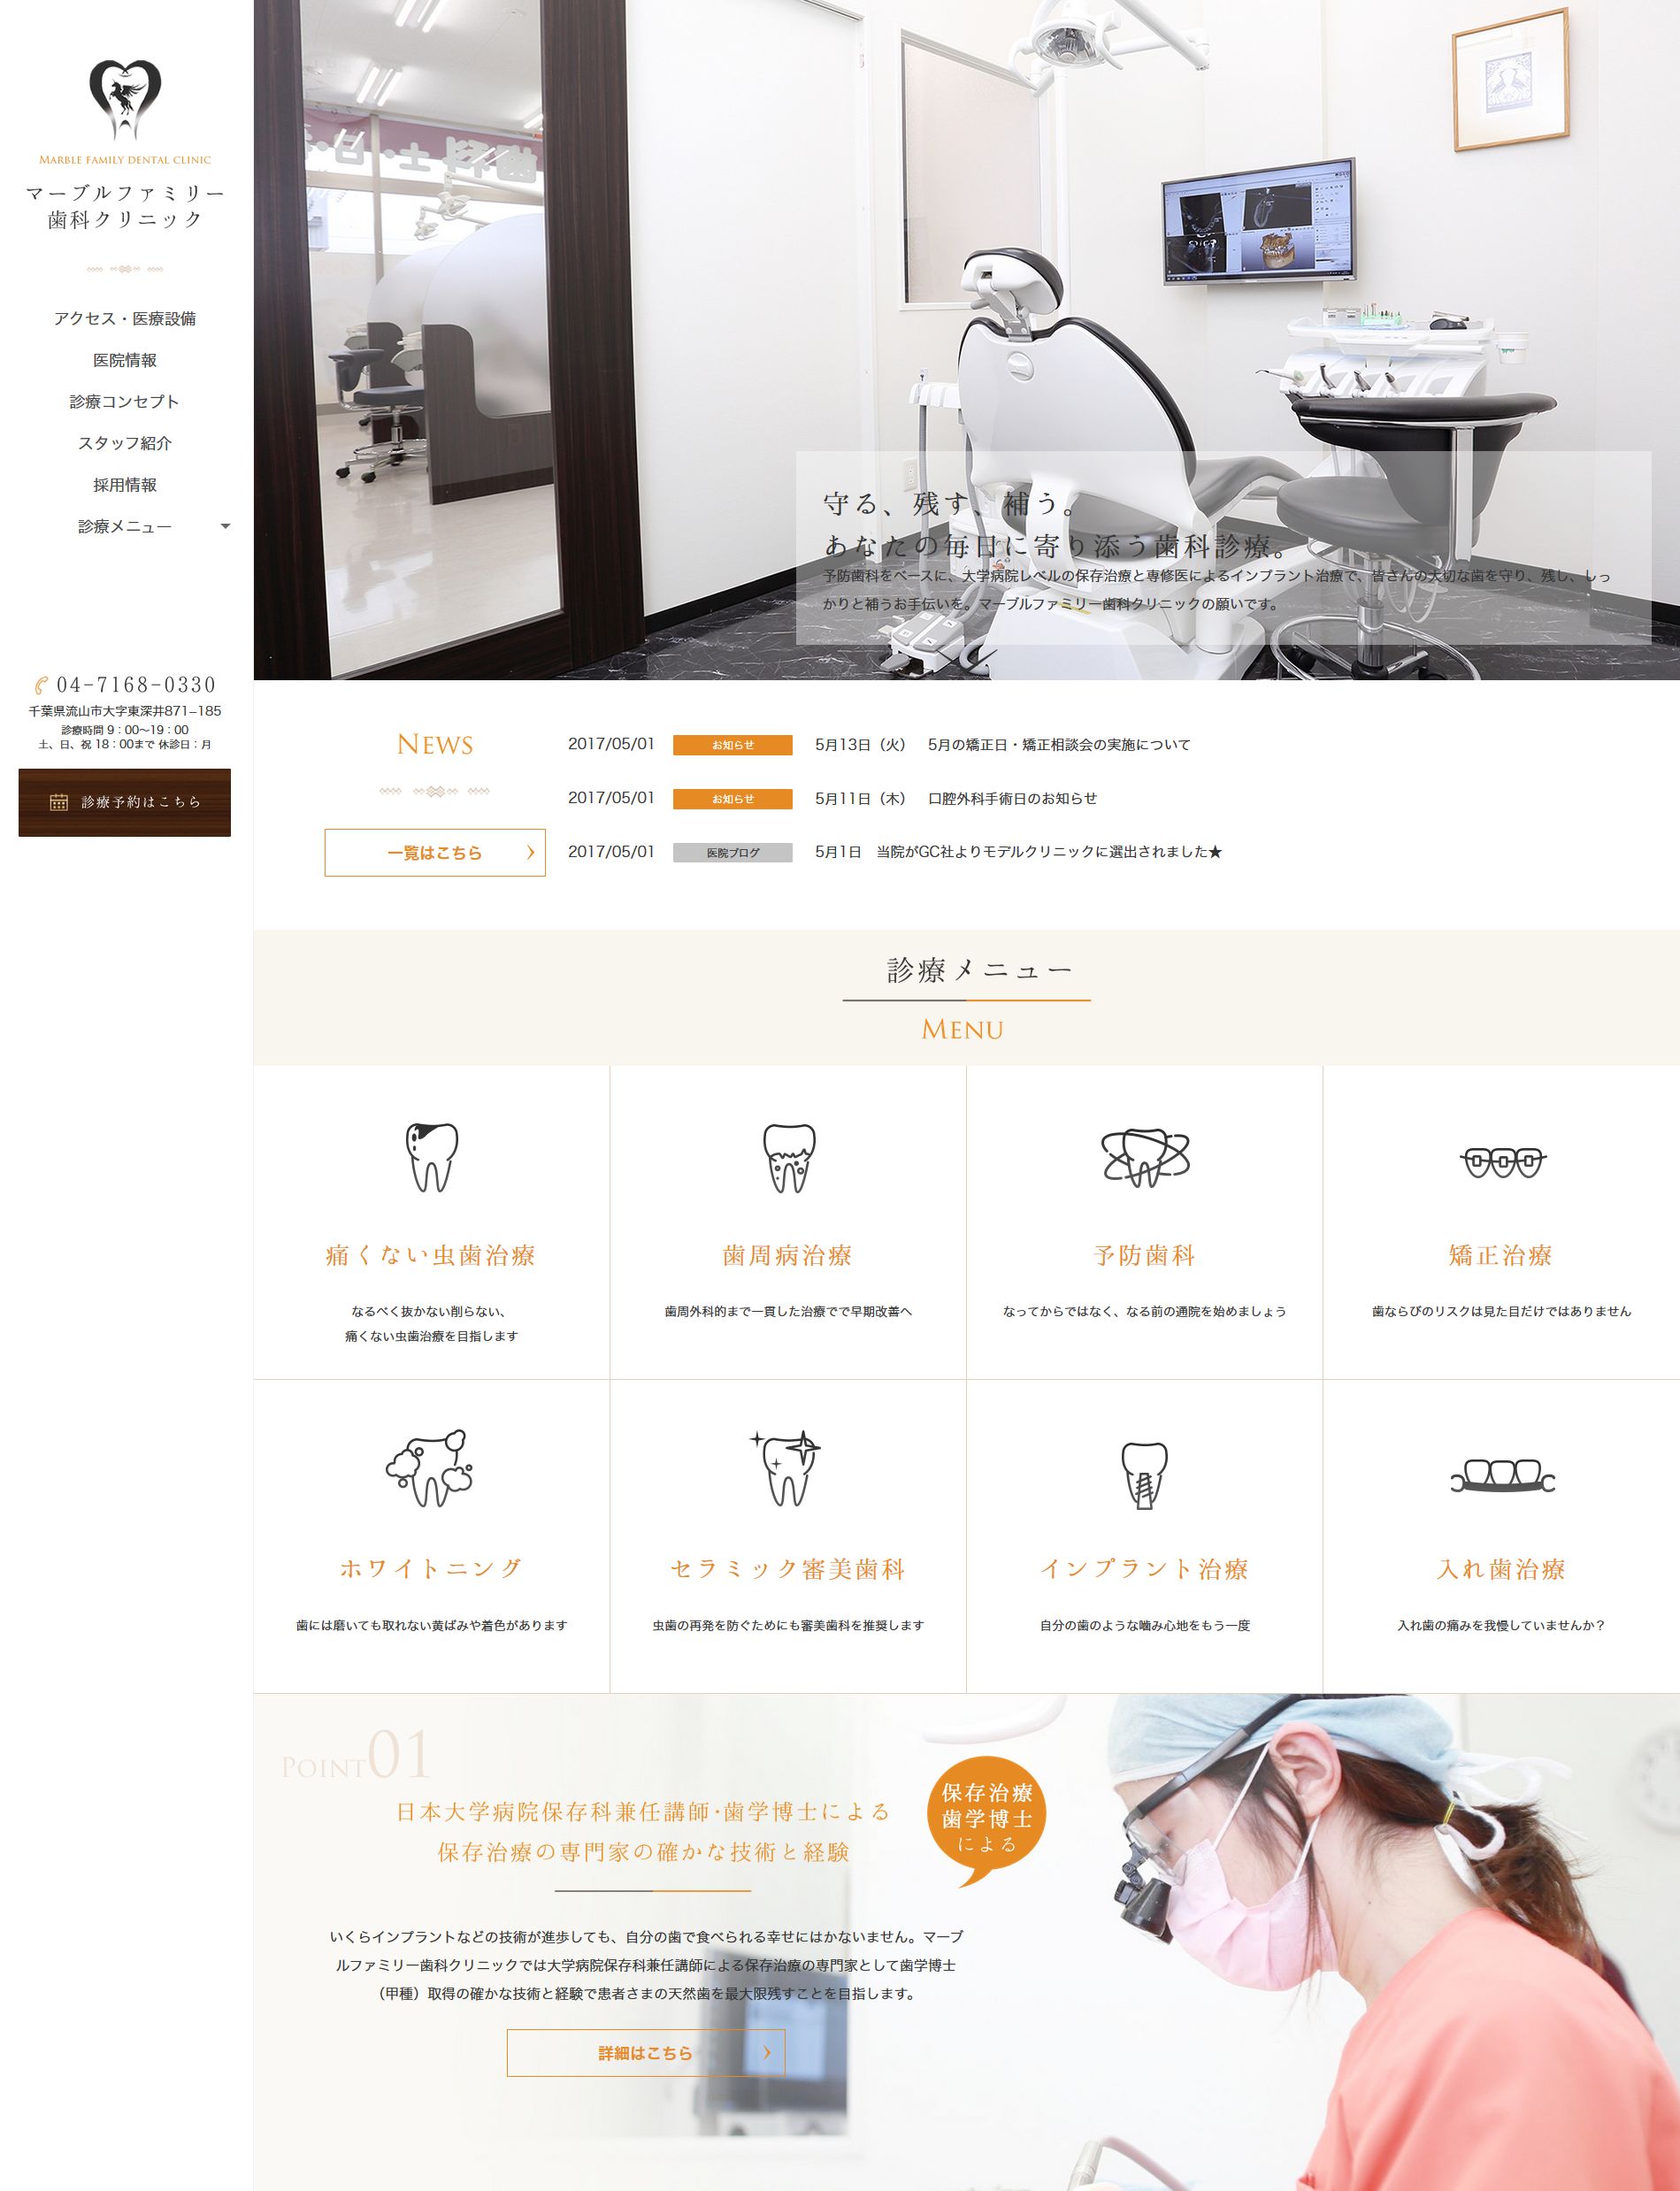 MARBLE FAMILY DENTAL CLINIC
マーブルファミリー
歯科クリニック
アクセス・医療設備
医院情報
診療コンセプト
スタッフ紹介
採用情報
診療メニュー
04-7168-0330
千葉県流山市大字東深井871−185
診療時間 9：00〜19：00
土、日、祝 18：00まで 休診日：月
診療予約はこちら
守る、残す、補う。
あなたの毎日に寄り添う歯科診療。
予防歯科をベースに、大学病院レベルの保存治療と専修医によるインプラント治療で、皆さんの大切な歯を守り、残し、しっ
かりと補うお手伝いを。マーブルファミリー歯科クリニックの願いです。
NEWS
一覧はこちら
2017/05/01 お知らせ 5月13日（火） 5月の矯正日・矯正相談会の実施について
2017/05/01 お知らせ 5月11日（木） 口腔外科手術日のお知らせ
2017/05/01 医院ブログ 5月1日 当院がGC社よりモデルクリニックに選出されました★
診療メニュー
MENU
痛くない虫歯治療
なるべく抜かない削らない、
痛くない虫歯治療を目指します
歯周病治療
歯周外科的まで一貫した治療でで早期改善へ
予防歯科
なってからではなく、なる前の通院を始めましょう
矯正治療
歯ならびのリスクは見た目だけではありません
ホワイトニング
歯には磨いても取れない黄ばみや着色があります
セラミック審美歯科
虫歯の再発を防ぐためにも審美歯科を推奨します
インプラント治療
自分の歯のような噛み心地をもう一度
入れ歯治療
入れ歯の痛みを我慢していませんか？
POINT01
日本大学病院保存科兼任講師・歯学博士による
保存治療の専門家の確かな技術と経験
保存治療
歯学博士
による
いくらインプラントなどの技術が進歩しても、自分の歯で食べられる幸せにはかないません。マーブ
ルファミリー歯科クリニックでは大学病院保存科兼任講師による保存治療の専門家として歯学博士
（甲種）取得の確かな技術と経験で患者さまの天然歯を最大限残すことを目指します。
詳細はこちら